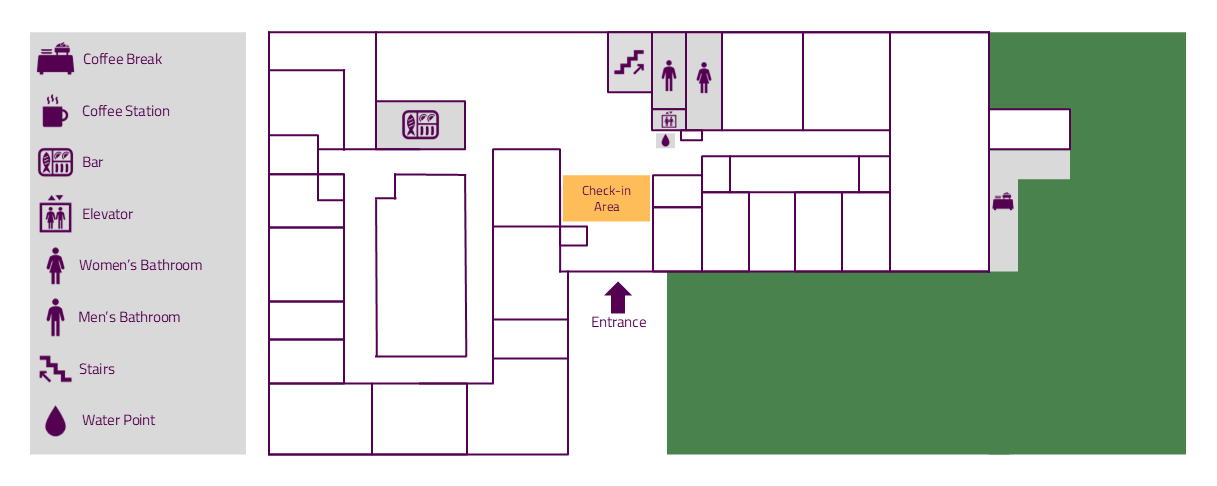 Coffee Break
Coffee Station
Bar
Elevator
Women's Bathroom
Men's Bathroom
Stairs
Water Point
Check-in
Area
Entrance